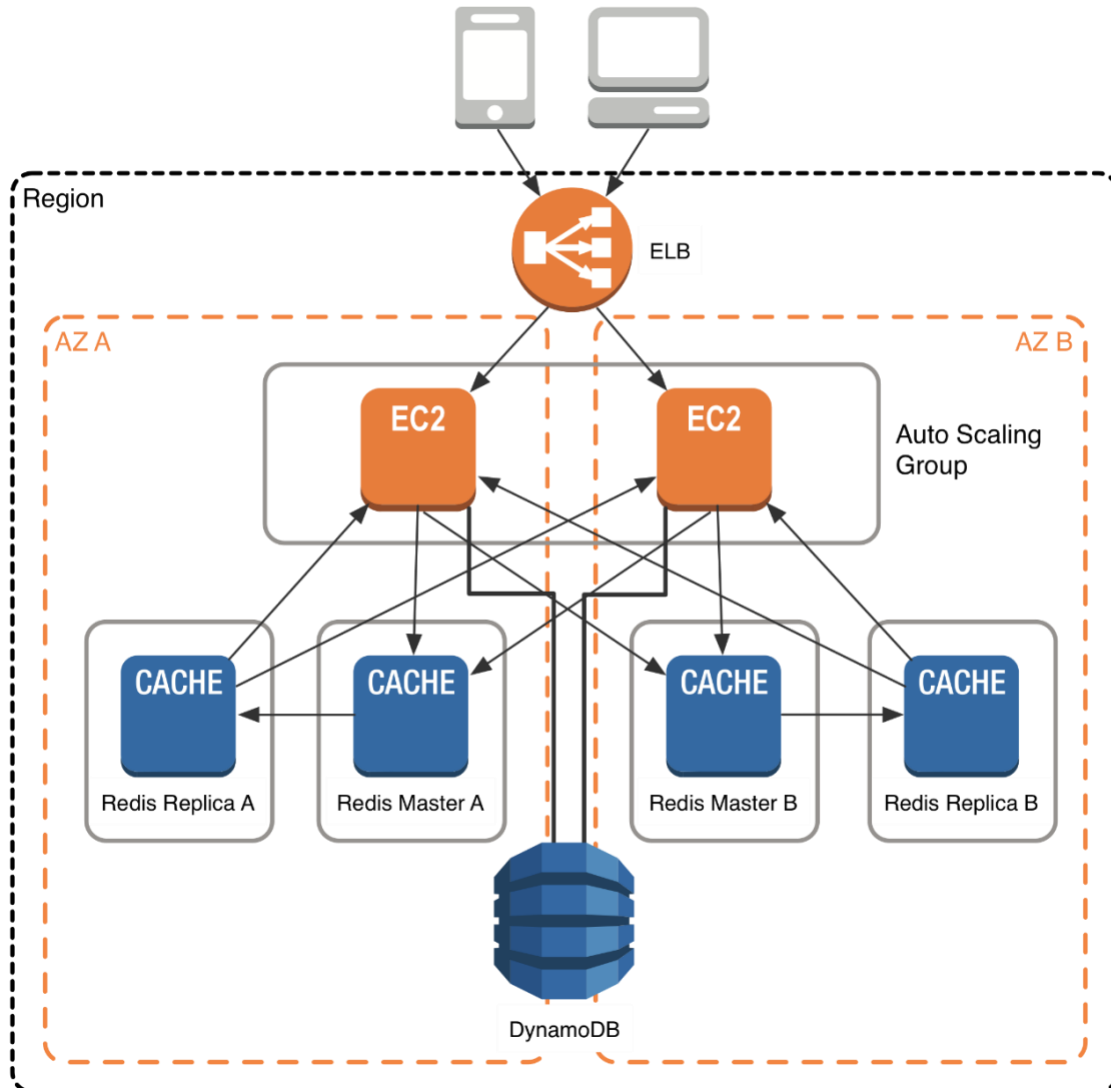 Region
ELB
AZ A
AZ B
EC2
EC2
Auto Scaling
Group
CACHE
CACHE
CACHE
CACHE
Redis Replica A
Redis Master A
Redis Master B
Redis Replica B
DynamoDB